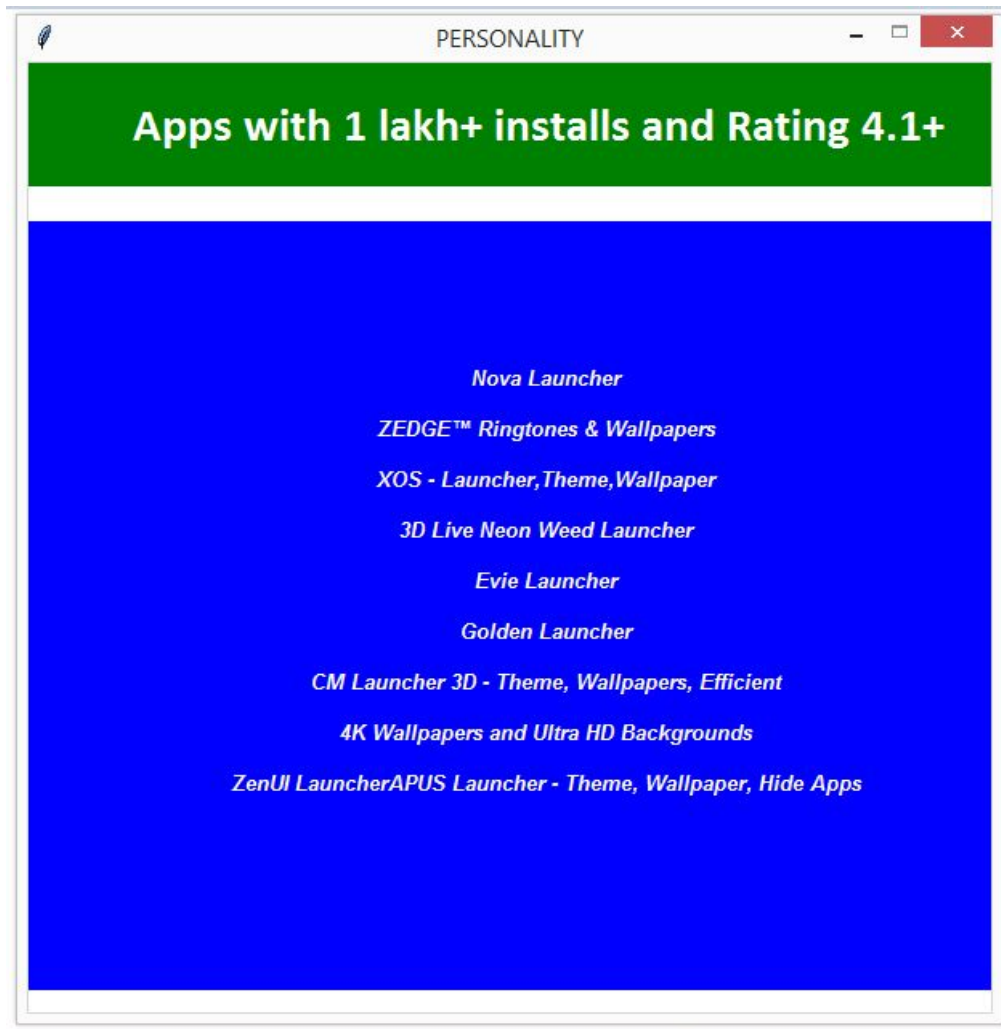 PERSONALITY
Apps with 1 lakh+ installs and Rating 4.1+
Nova Launcher
ZEDGE™ Ringtones & Wallpapers
XOS - Launcher,Theme,Wallpaper
3D Live Neon Weed Launcher
Evie Launcher
Golden Launcher
CM Launcher 3D - Theme, Wallpapers, Efficient
4K Wallpapers and Ultra HD Backgrounds
ZenUI LauncherAPUS Launcher - Theme, Wallpaper, Hide Apps